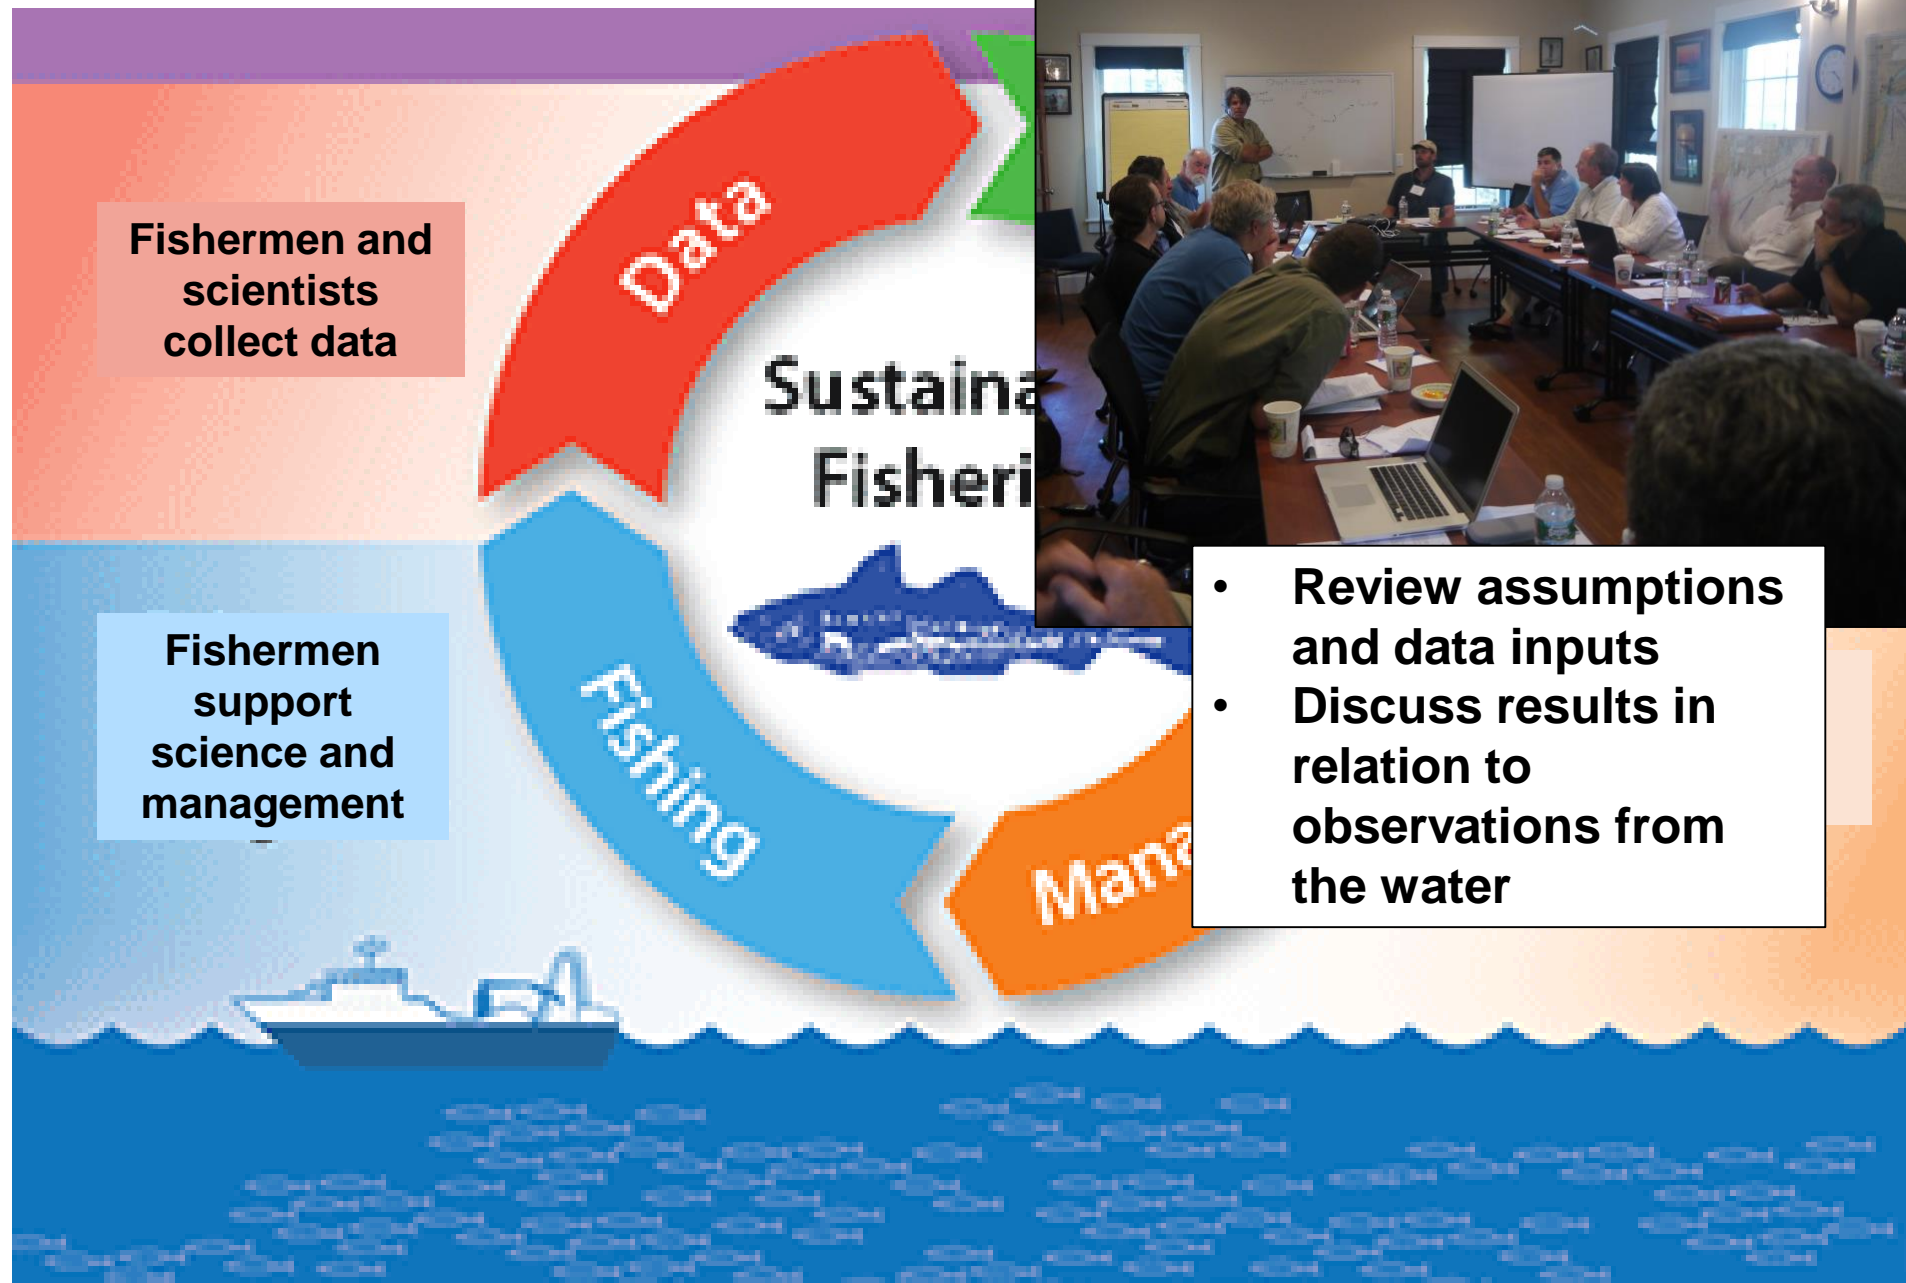 Data
Fishermen and
scientists
collect data
Sustaina
Fisheri
Fishermen
support
science and
management
Fishing
Mana
• Review assumptions
and data inputs
• Discuss results in
relation to
observations from
the water